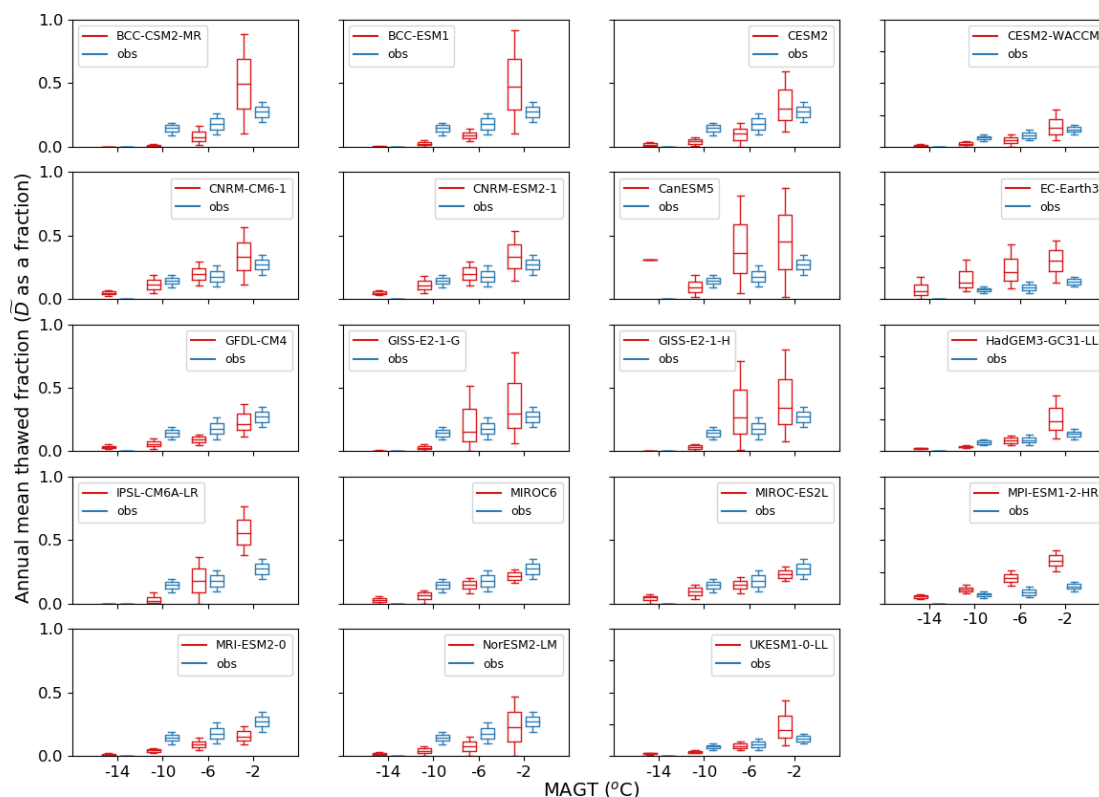 1.0
0.5
0.0
BCC-CSM2-MR
obs
BCC-ESM1
obs
CESM2
obs
CESM2-WACCM
obs
1.0
0.5
0.0
CNRM-CM6-1
obs
CNRM-ESM2-1
obs
CanESM5
obs
EC-Earth3
obs
Annual mean thawed fraction (D̃ as a fraction)
1.0
0.5
0.0
GFDL-CM4
obs
GISS-E2-1-G
obs
GISS-E2-1-H
obs
HadGEM3-GC31-LL
obs
1.0
0.5
0.0
IPSL-CM6A-LR
obs
MIROC6
obs
MIROC-ES2L
obs
MPI-ESM1-2-HR
obs
-14 -10 -6 -2
1.0
0.5
0.0
MRI-ESM2-0
obs
NorESM2-LM
obs
UKESM1-0-LL
obs
-14 -10 -6 -2
-14 -10 -6 -2
-14 -10 -6 -2
MAGT (°C)